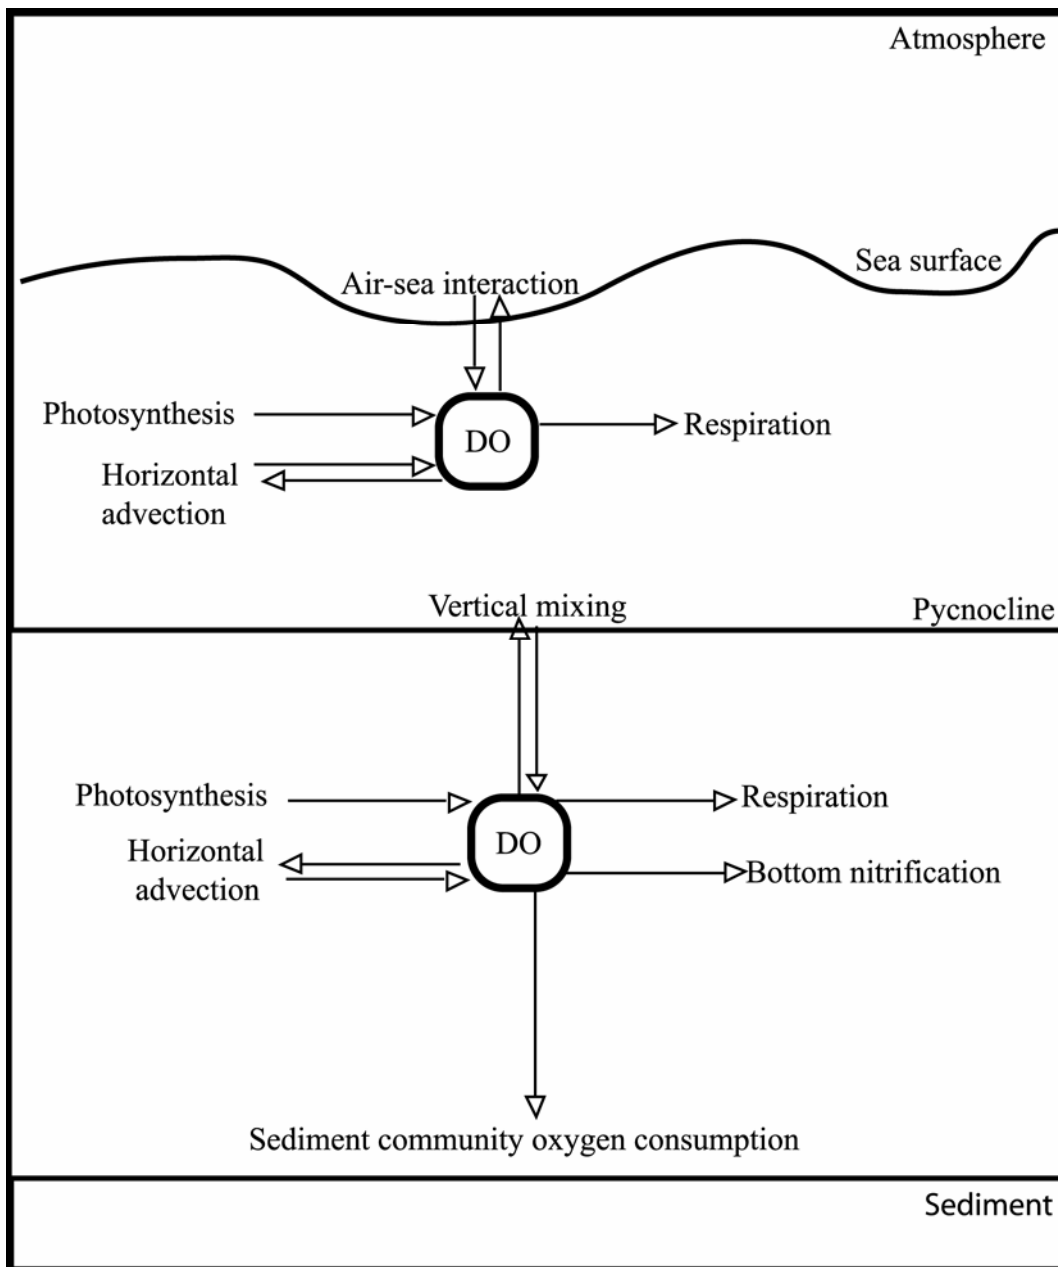 Atmosphere
Sea surface
Air-sea interaction
Photosynthesis
DO
Respiration
Horizontal
advection
Vertical mixing
Pycnocline
Photosynthesis
Respiration
DO
Horizontal
advection
Bottom nitrification
Sediment community oxygen consumption
Sediment